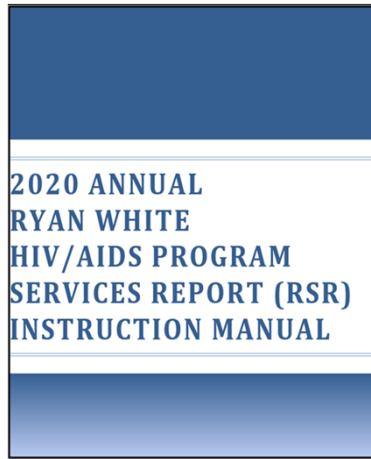 2020 ANNUAL
RYAN WHITE
HIV/AIDS PROGRAM
SERVICES REPORT (RSR)
INSTRUCTION MANUAL